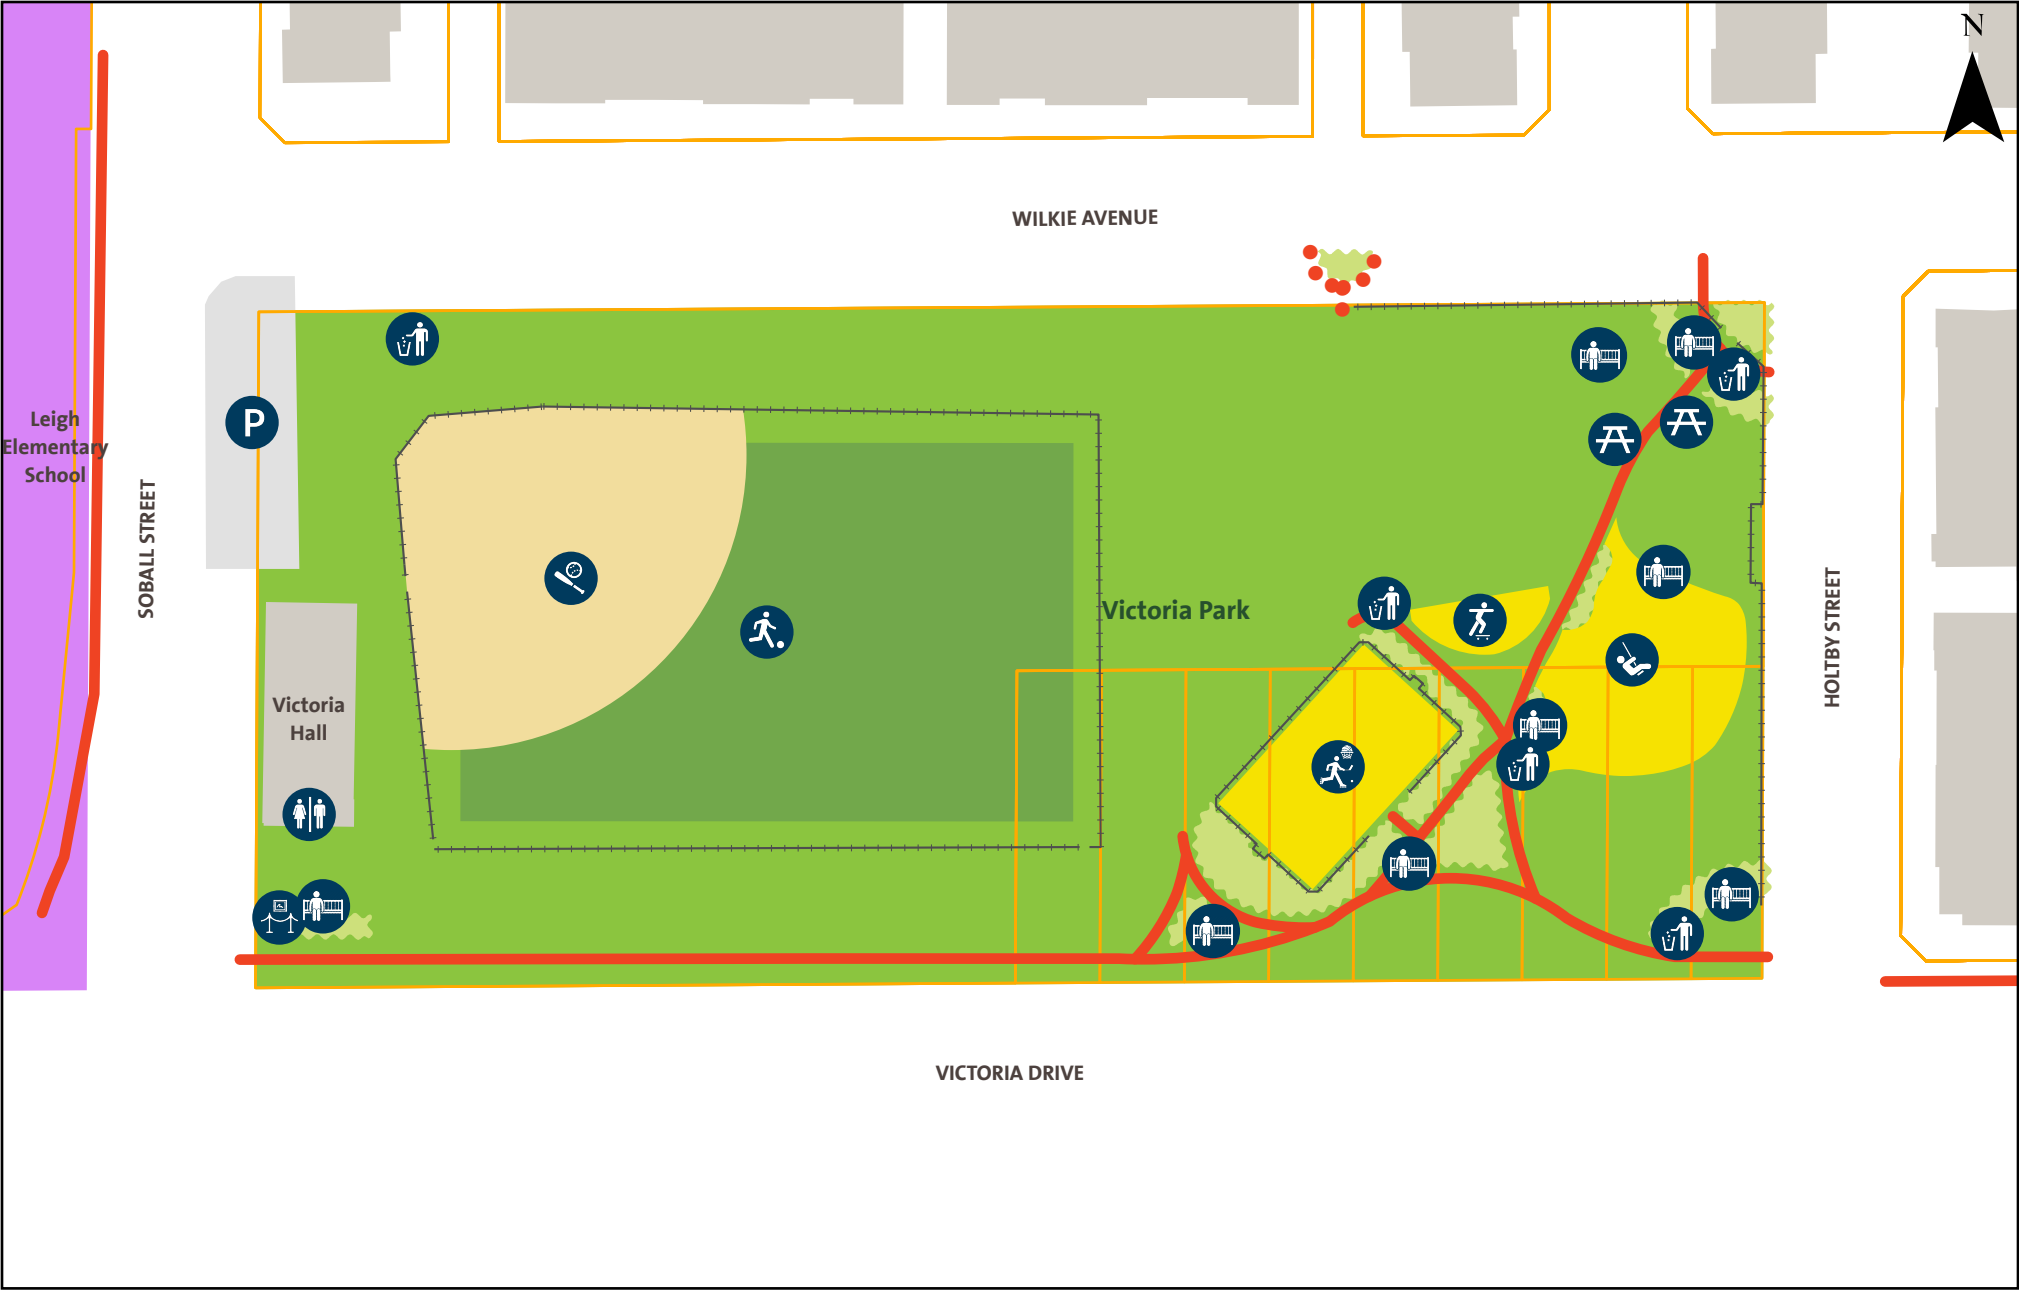 N
WILKIE AVENUE
P
Leigh
Elementary
School
SOBALL STREET
Victoria Park
HOLTBY STREET
Victoria
Hall
VICTORIA DRIVE